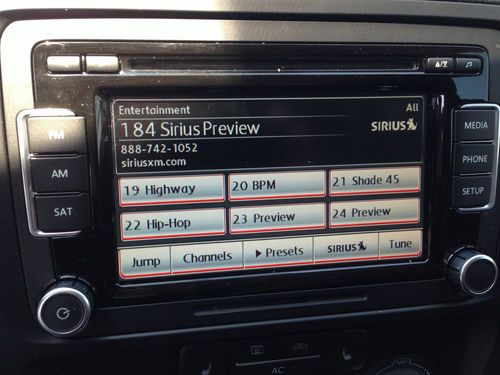 Entertainment All
184 Sirius Preview
SIRIUS
888-742-1052
siriusxm.com
19 Highway 20 BPM 21 Shade 45
22 Hip-Hop 23 Preview 24 Preview
Jump Channels Presets SIRIUS Tune
FM
AM
SAT
MEDIA
PHONE
SETUP
AC